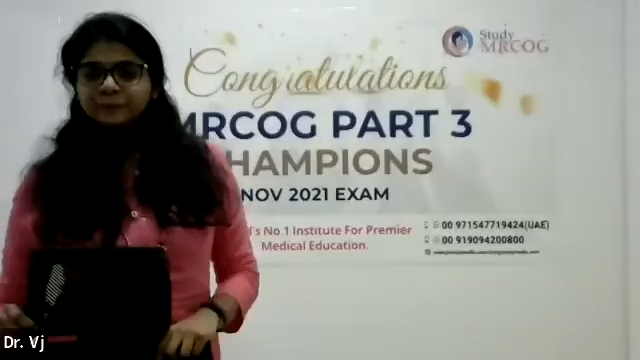 Study
MRCOG
Congratulations
MRCOG PART 3
CHAMPIONS
NOV 2021 EXAM
No.1 Institute For Premier
Medical Education.
00 971547719424(UAE)
00 919094200800
Dr. Vj